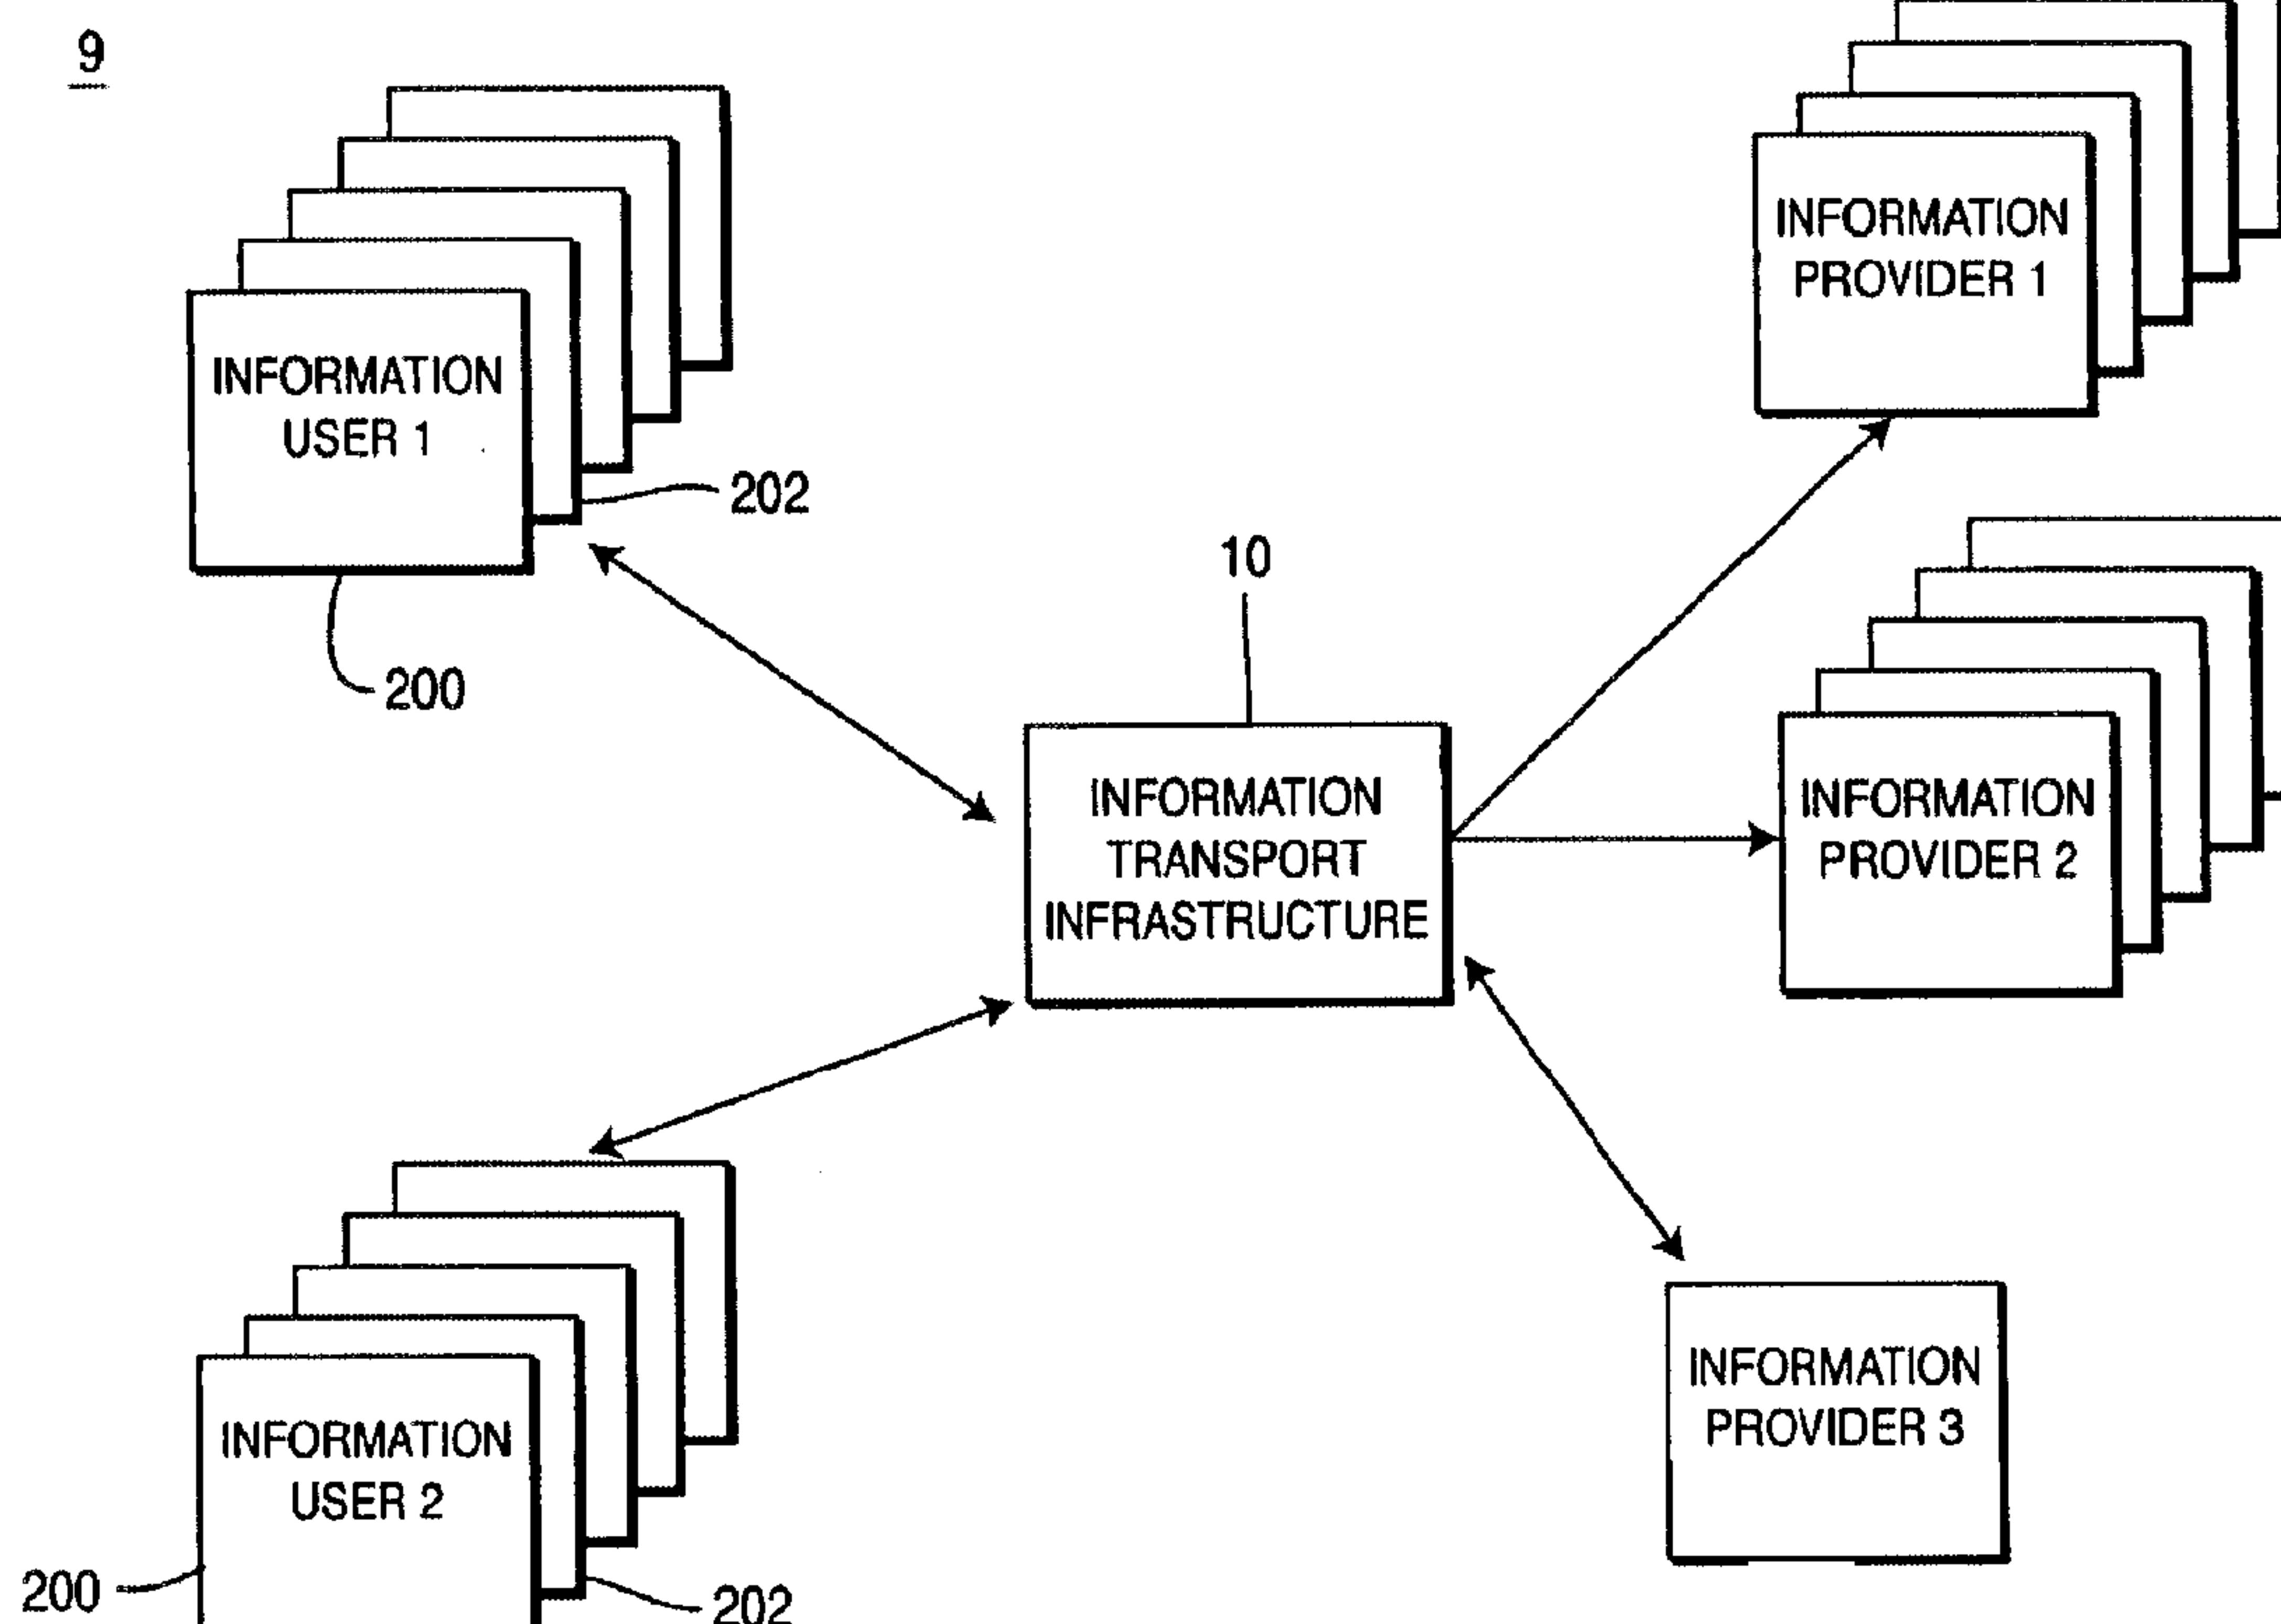 9
INFORMATION
USER 1
202
200
INFORMATION
PROVIDER 1
10
INFORMATION
TRANSPORT
INFRASTRUCTURE
INFORMATION
PROVIDER 2
INFORMATION
USER 2
200
202
INFORMATION
PROVIDER 3